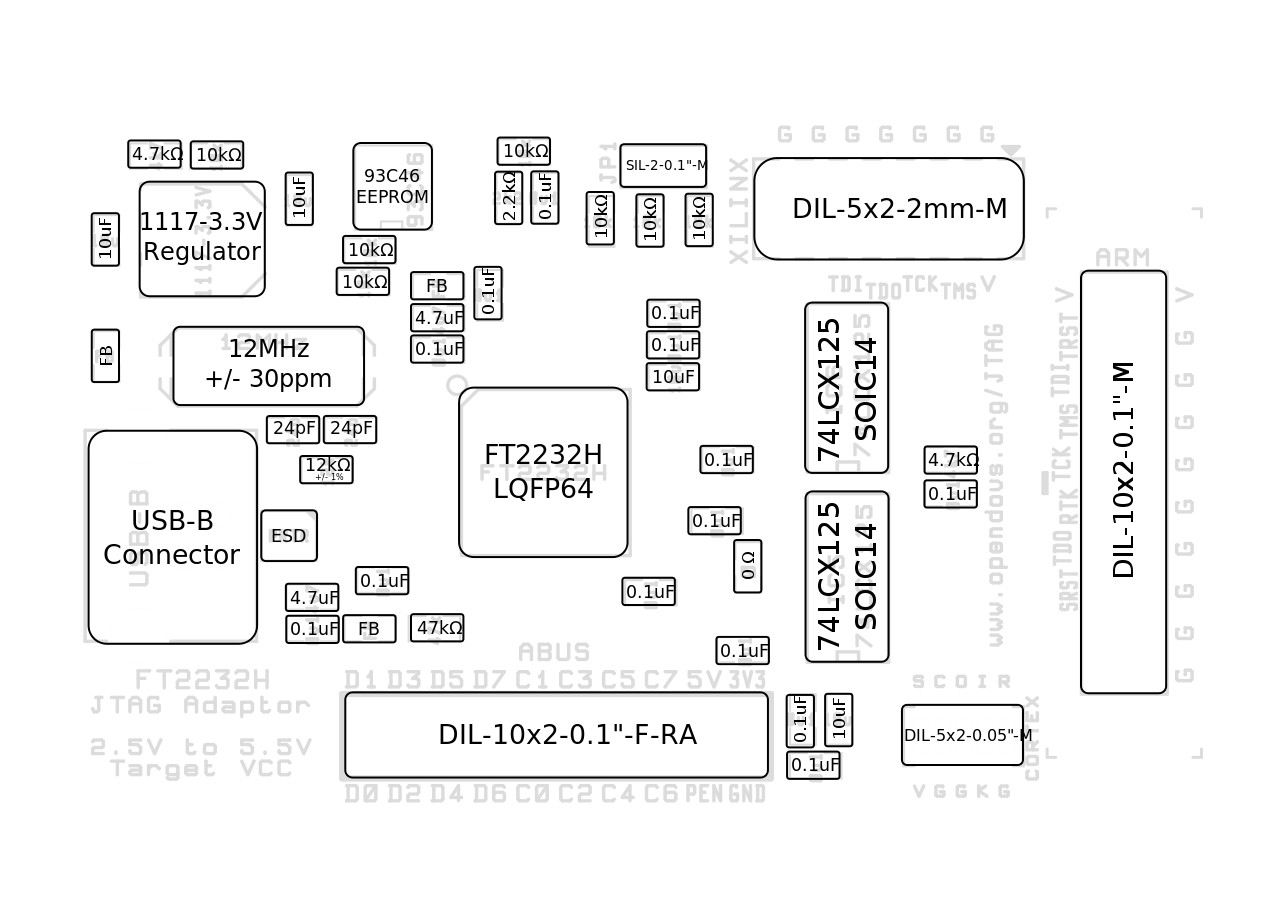 G G G G G G G
4.7kΩ
10kΩ
10kΩ
SIL-2-0.1"-M
JP1
10uF
93C46
EEPROM
2.2kΩ
0.1uF
10kΩ
10kΩ
10kΩ
XILINX
DIL-5x2-2mm-M
10uF
1117-3.3V
Regulator
10kΩ
10kΩ
FB
4.7uF
0.1uF
0.1uF
ARM
TDI TDO TCK TMS V
0.1uF
0.1uF
10uF
FB
12MHz
+/- 30ppm
74LCX125
SOIC14
www.opendous.org/JTAG
SRST TDO RTK TCK TMS TDI TRST V
DIL-10x2-0.1"-M
V
G
G
G
G
G
G
G
G
G
24pF
24pF
12kΩ
+/- 1%
FT2232H
LQFP64
FT2232H
0.1uF
4.7kΩ
0.1uF
USB-B
Connector
USB-B
ESD
0.1uF
0 Ω
74LCX125
SOIC14
0.1uF
4.7uF
0.1uF
0.1uF
FB
47kΩ
0.1uF
ABUS
FT2232H
JTAG Adaptor
2.5V to 5.5V
Target VCC
D1 D3 D5 D7 C1 C3 C5 C7 5V 3V3
DIL-10x2-0.1"-F-RA
D0 D2 D4 D6 C0 C2 C4 C6 PEN GND
0.1uF
10uF
0.1uF
S C O I R
DIL-5x2-0.05"-M
CORTEX
V G G K G